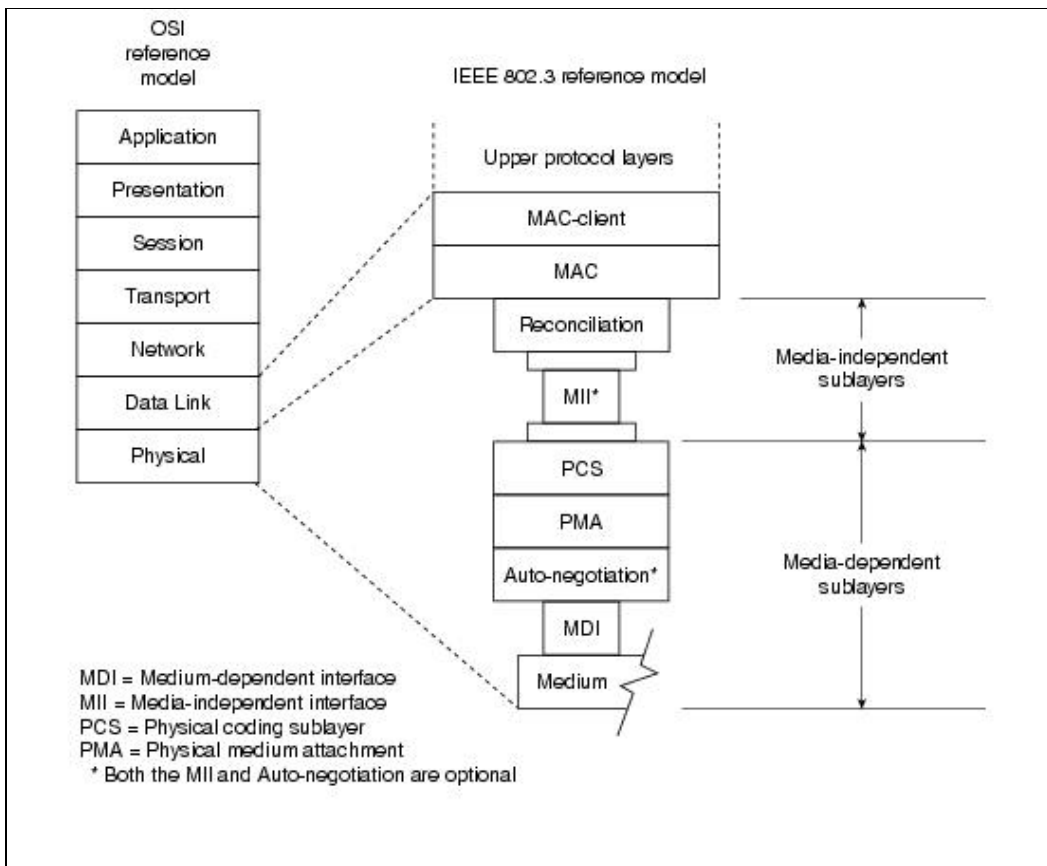 OSI
reference
model
IEEE 802.3 reference model
Application
Presentation
Session
Transport
Network
Data Link
Physical
Upper protocol layers
MAC-client
MAC
Reconciliation
MII*
PCS
PMA
Auto-negotiation*
MDI
Medium
Media-independent
sublayers
Media-dependent
sublayers
MDI = Medium-dependent interface
MII = Media-independent interface
PCS = Physical coding sublayer
PMA = Physical medium attachment
* Both the MII and Auto-negotiation are optional